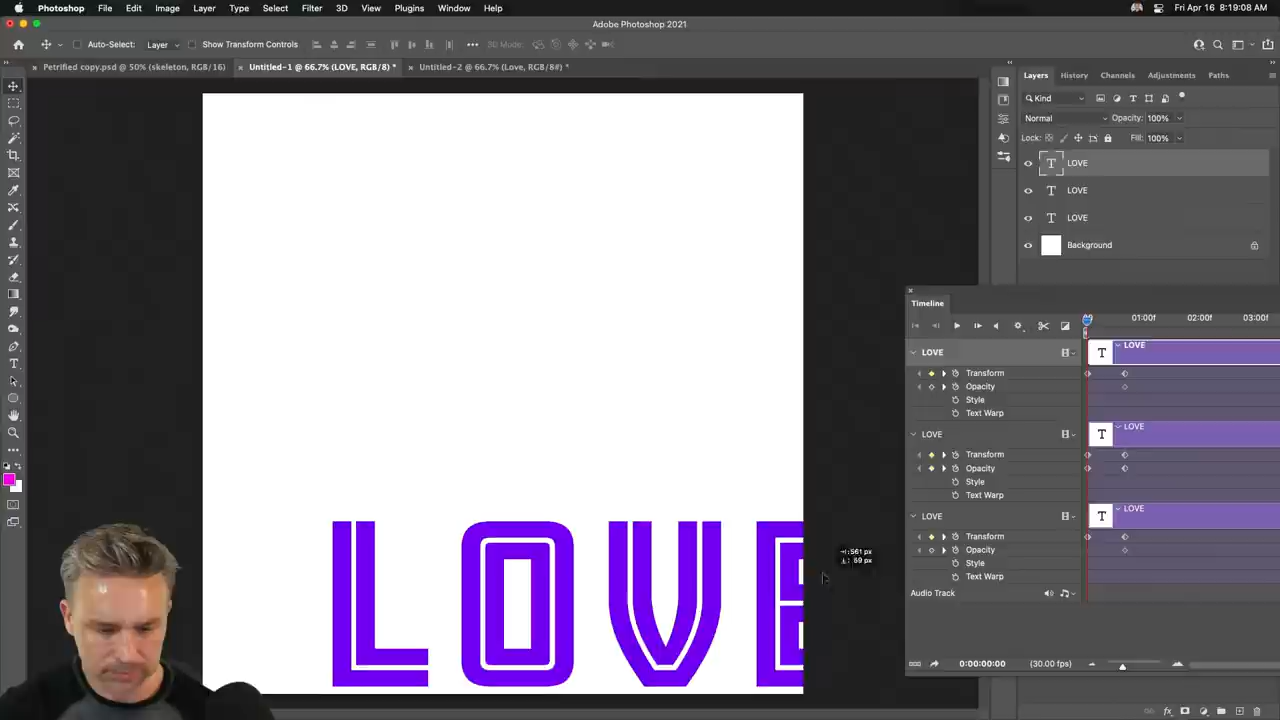 Photoshop File Edit Image Layer Type Select Filter 3D View Plugins Window Help Fri Apr 16 8:19:08 AM
Adobe Photoshop 2021
Auto-Select: Layer Show Transform Controls 3D Mode:
Petrified copy.psd @ 50% (skeleton, RGB/16) Untitled-1 @ 66.7% (LOVE, RGB/8) * Untitled-2 @ 66.7% (Love, RGB/8#) *
Layers History Channels Adjustments Paths
Kind
Normal Opacity: 100%
Lock: Fill: 100%
T LOVE
T LOVE
T LOVE
Background
Timeline
01:00f 02:00f 03:00f
LOVE T LOVE
Transform
Opacity
Style
Text Warp
LOVE T LOVE
Transform
Opacity
Style
Text Warp
LOVE T LOVE
Transform
Opacity
Style
Text Warp
Audio Track
0:00:00:00 (30.00 fps)
LOVE